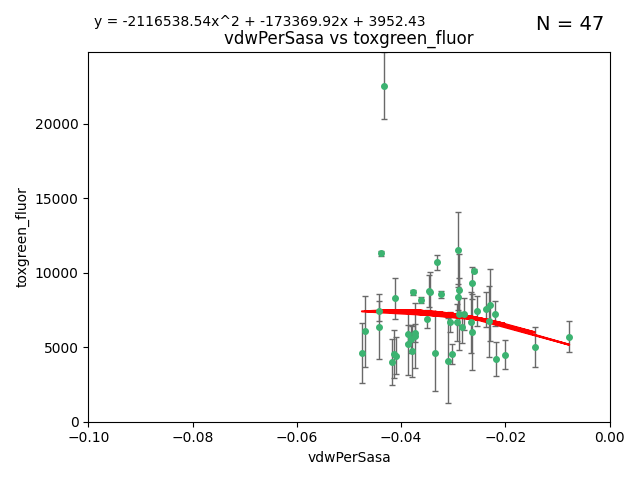 y = -2116538.54x^2 + -173369.92x + 3952.43
N = 47
vdwPerSasa vs toxgreen_fluor
toxgreen_fluor
20000
15000
10000
5000
0
−0.10 −0.08 −0.06 −0.04 −0.02 0.00
vdwPerSasa